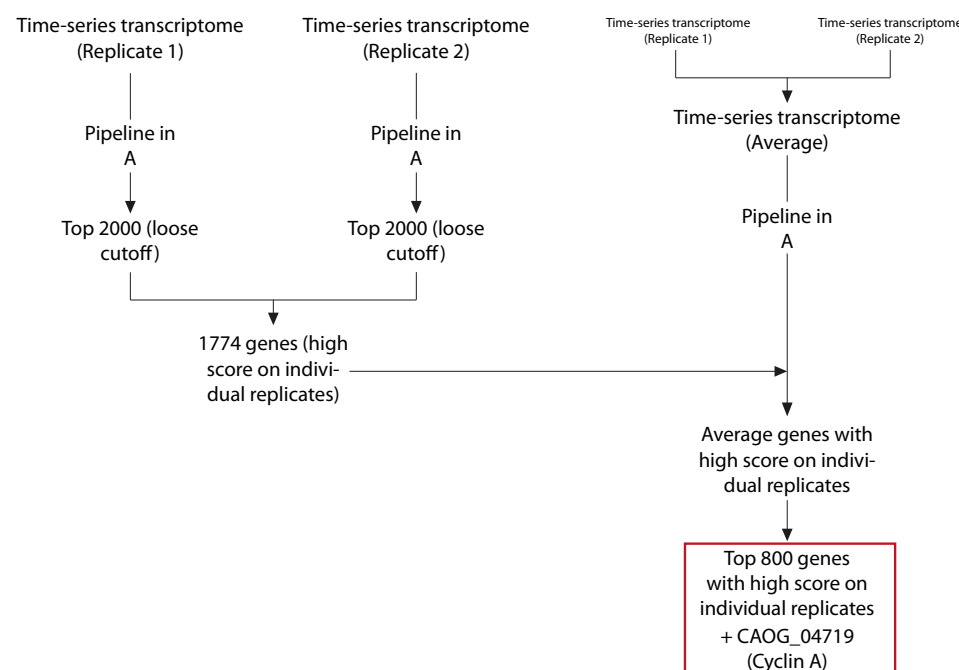 Time-series transcriptome
(Replicate 1)
Time-series transcriptome
(Replicate 2)
Time-series transcriptome
(Replicate 1)
Time-series transcriptome
(Replicate 2)
Time-series transcriptome
(Average)
Pipeline in
A
Pipeline in
A
Pipeline in
A
Top 2000 (loose
cutoff)
Top 2000 (loose
cutoff)
1774 genes (high
score on indivi-
dual replicates)
Average genes with
high score on indivi-
dual replicates
Top 800 genes
with high score on
individual replicates
+ CAOG_04719
(Cyclin A)